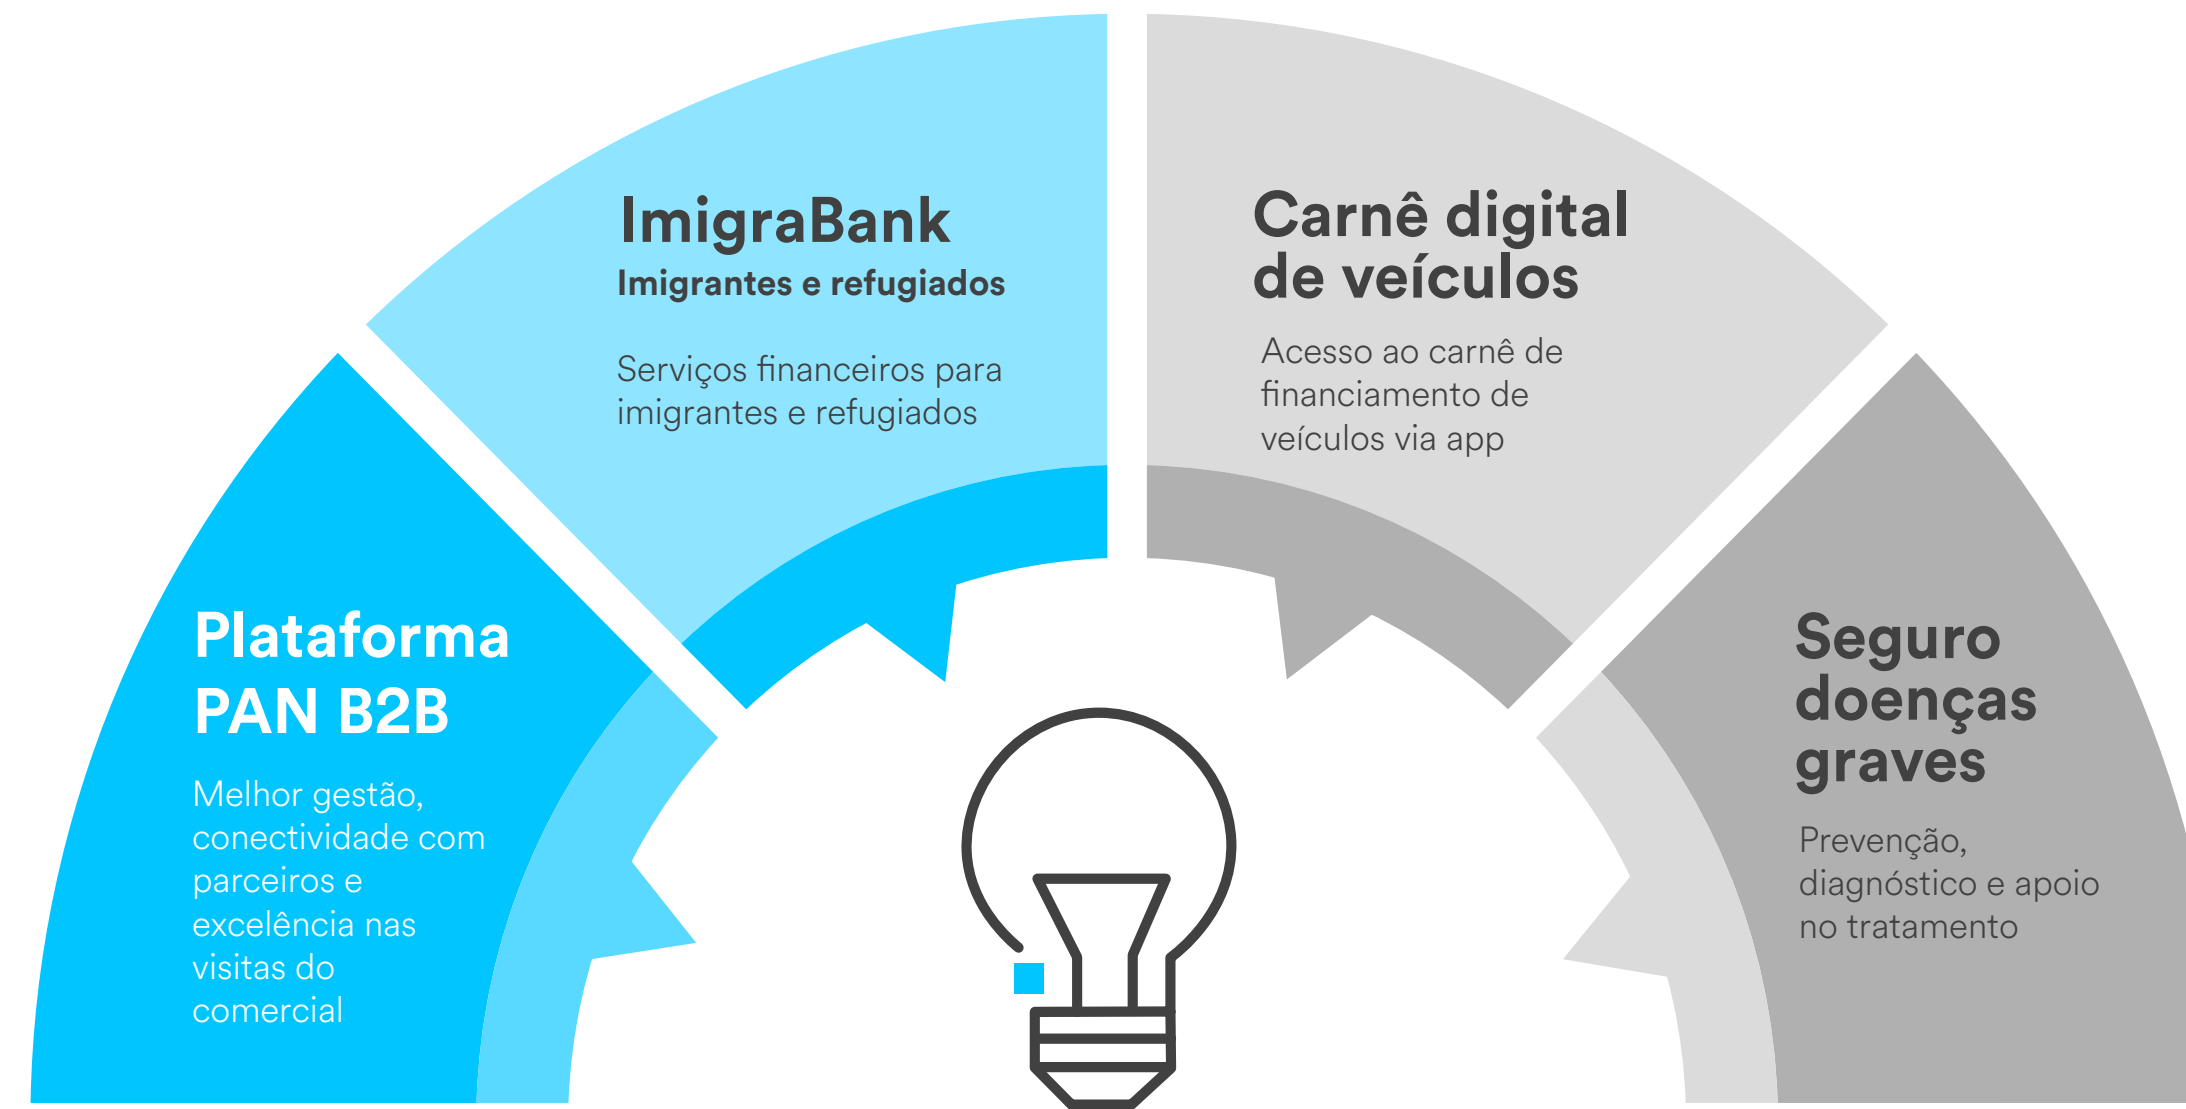 ImigraBank
Imigrantes e refugiados
Serviços financeiros para
imigrantes e refugiados
Carnê digital
de veículos
Acesso ao carnê de
financiamento de
veículos via app
Plataforma
PAN B2B
Melhor gestão,
conectividade com
parceiros e
excelência nas
visitas do
comercial
Seguro
doenças
graves
Prevenção,
diagnóstico e apoio
no tratamento